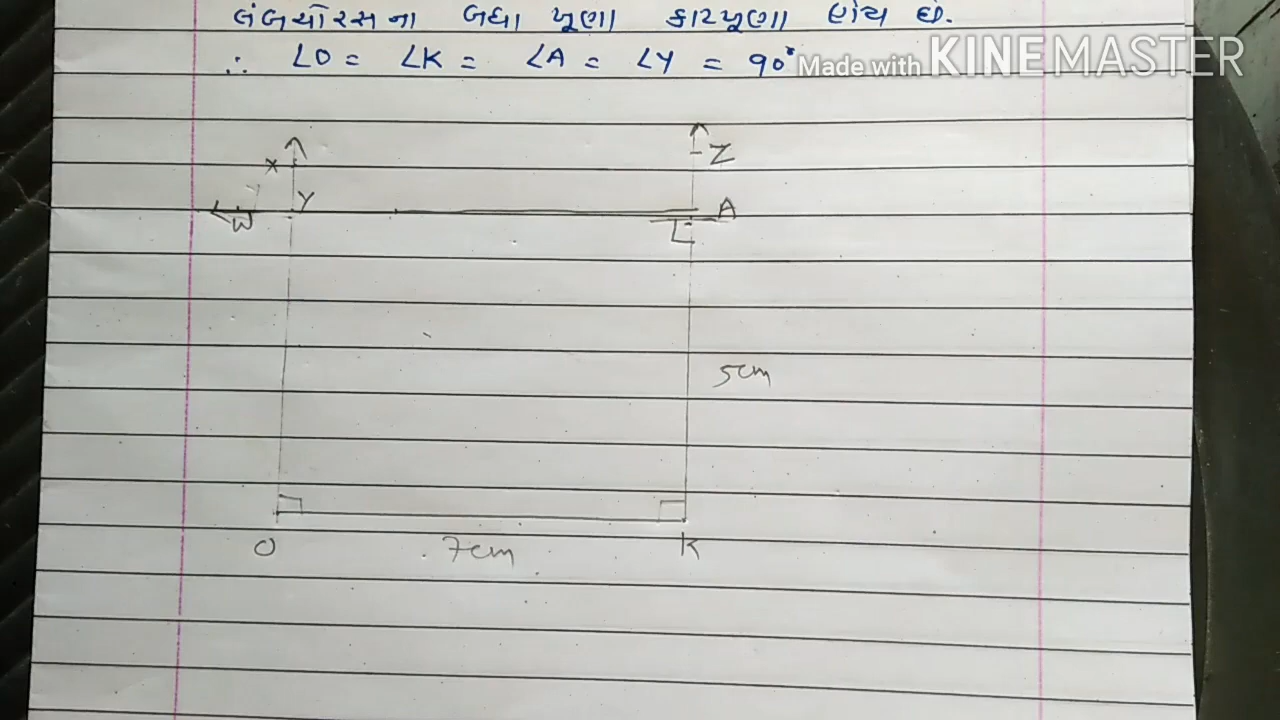 લંબચોરસના બધા ખૂણા કાટખૂણા હોય છે.
∴ ∠O = ∠K = ∠A = ∠Y = 90°
Made with KINEMASTER
X Z
Y A
W
5cm
O 7cm K